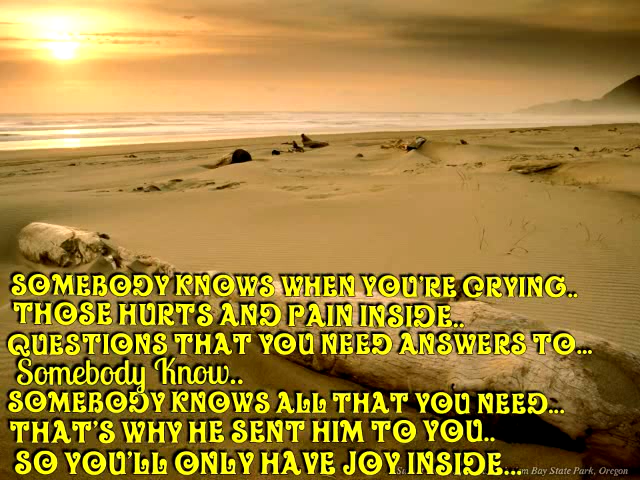 SOMEBODY KNOWS WHEN YOU'RE CRYING..
THOSE HURTS AND PAIN INSIDE..
QUESTIONS THAT YOU NEED ANSWERS TO...
Somebody Know..
SOMEBODY KNOWS ALL THAT YOU NEED...
THAT'S WHY HE SENT HIM TO YOU..
SO YOU'LL ONLY HAVE JOY INSIDE...
Bay State Park, Oregon